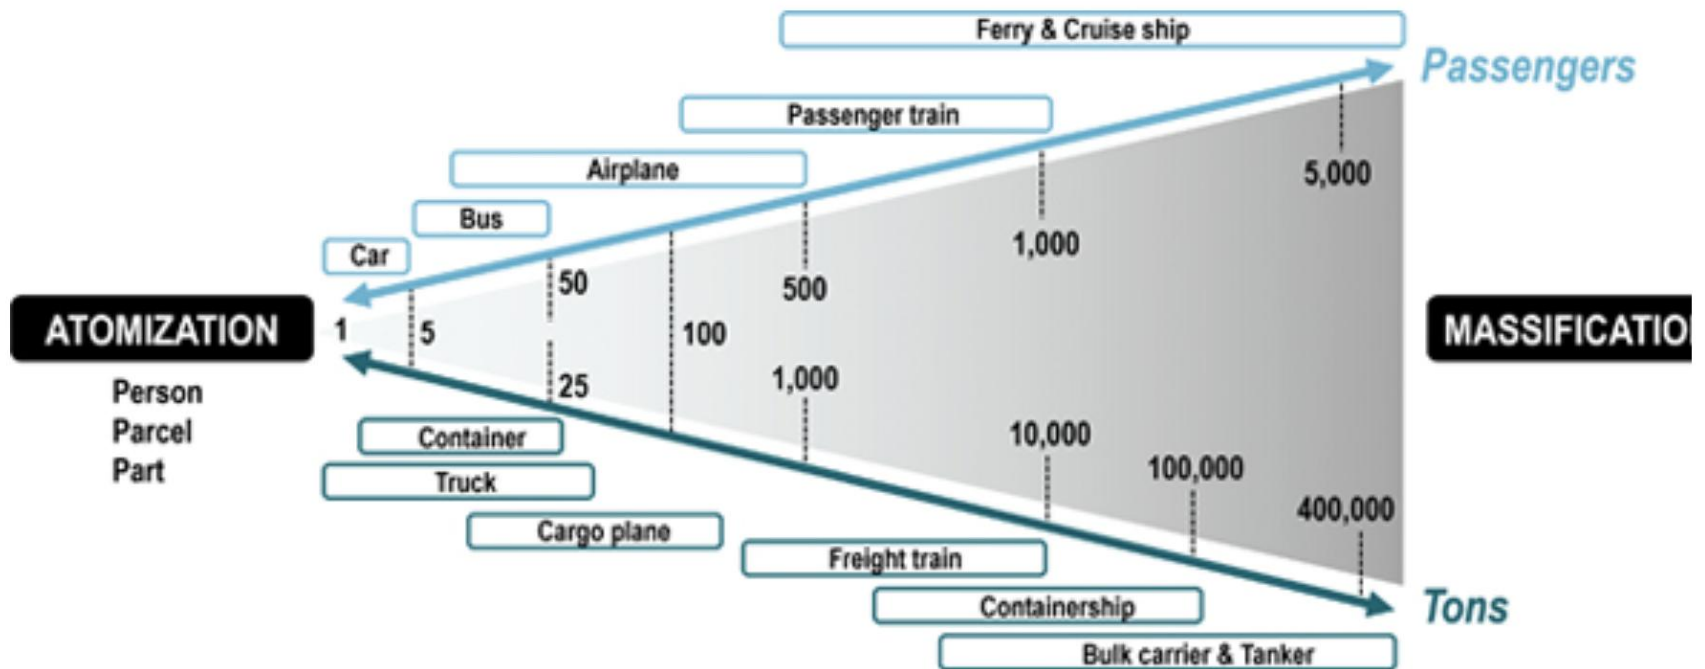 Ferry & Cruise ship
Passengers
Passenger train
Airplane
Bus
Car
5,000
1,000
500
50
ATOMIZATION
1
5
100
MASSIFICATIO
25
1,000
Person
Parcel
Part
Container
10,000
100,000
Truck
400,000
Cargo plane
Freight train
Containership
Tons
Bulk carrier & Tanker